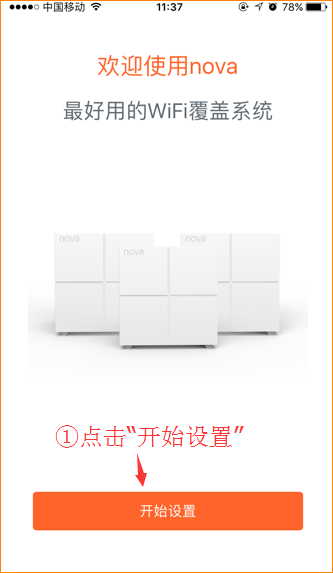 中国移动 11:37 78%
欢迎使用nova
最好用的WiFi覆盖系统
nova nova
nova
①点击“开始设置”
开始设置